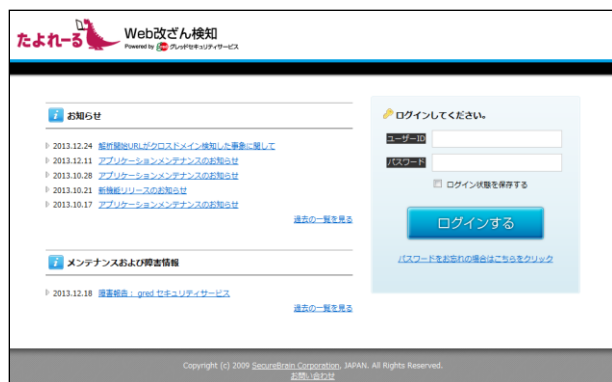 たよれーる Web改ざん検知
Powered by gred グレッドセキュリティサービス
お知らせ
2013.12.24 解析開始URLがクロスドメイン検知した事象に関して
2013.12.11 アプリケーションメンテナンスのお知らせ
2013.10.28 アプリケーションメンテナンスのお知らせ
2013.10.21 新機能リリースのお知らせ
2013.10.17 アプリケーションメンテナンスのお知らせ
過去の一覧を見る
メンテナンスおよび障害情報
2013.12.18 障害報告: gred セキュリティサービス
過去の一覧を見る
ログインしてください。
ユーザーID
パスワード
ログイン状態を保存する
ログインする
パスワードをお忘れの場合はこちらをクリック
Copyright (c) 2009 SecureBrain Corporation, JAPAN. All Rights Reserved.
お問い合わせ